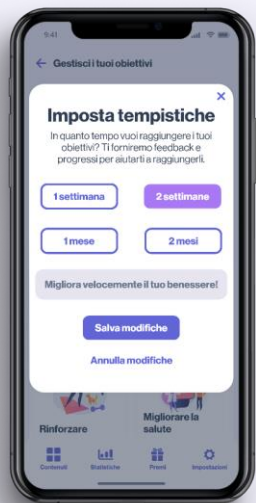 9:41
← Gestisci i tuoi obiettivi
×
Imposta tempistiche
In quanto tempo vuoi raggiungere i tuoi
obiettivi? Ti forniremo feedback e
progressi per aiutarti a raggiungerli.
1 settimana
2 settimane
1 mese
2 mesi
Migliora velocemente il tuo benessere!
Salva modifiche
Annulla modifiche
Rinforzare
Migliorare la
salute
Contenuti
Statistiche
Premi
Impostazioni